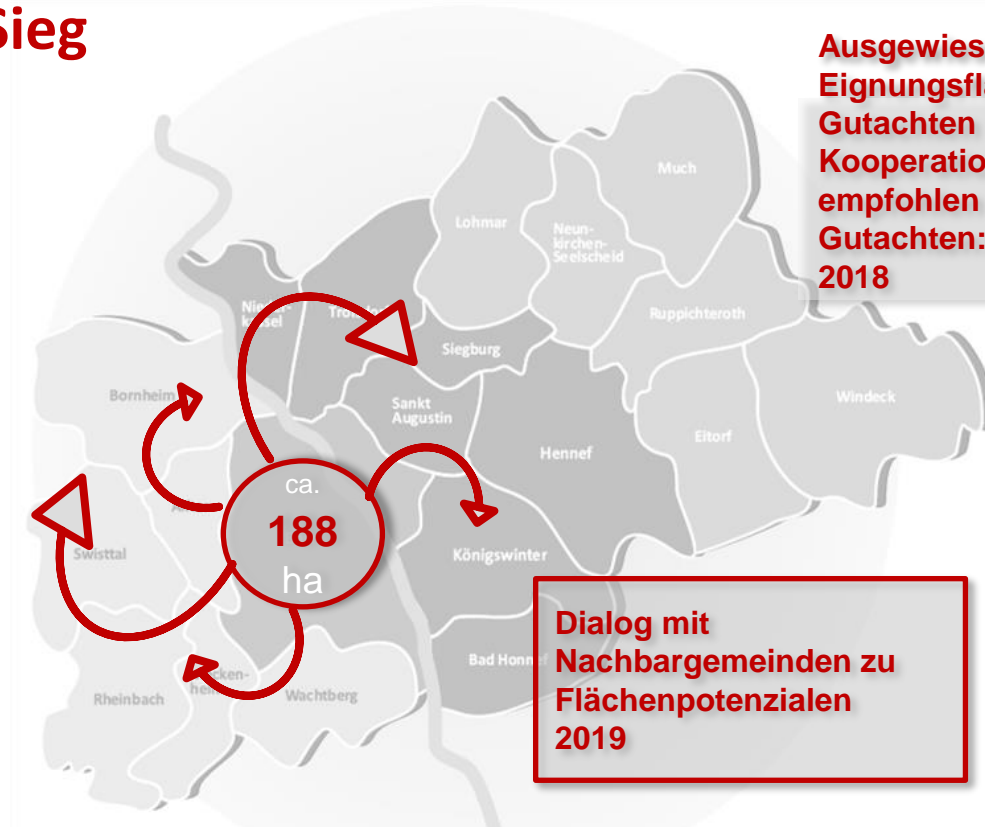 Sieg
Ausgewies
Eignungsflä
Gutachten
Kooperatio
empfohlen
Gutachten:
2018
Much
Lohmar
Neun-
kirchen-
Seelscheid
Ruppichteroth
Siegburg
Windeck
Bornheim
Sankt
Augustin
Eitorf
Hennef
ca.
188
ha
Swisttal
Königswinter
Dialog mit
Nachbargemeinden zu
Flächenpotenzialen
2019
Rheinbach
Wachtberg